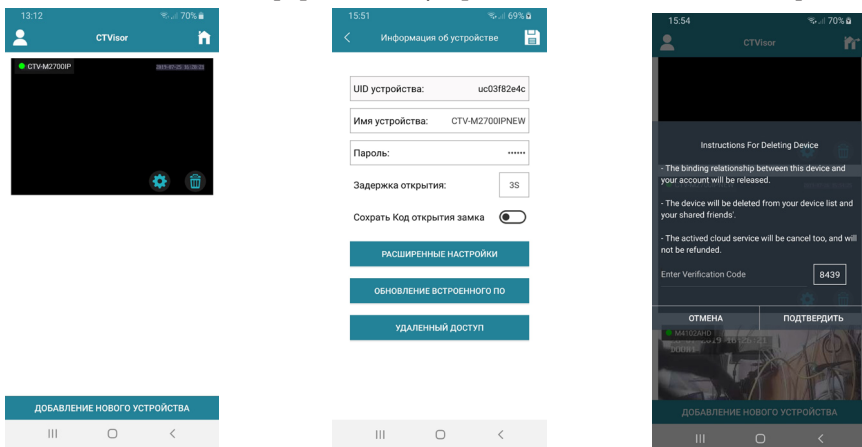 13:12
70%
CTVisor
CTV-M2700IP
ДОБАВЛЕНИЕ НОВОГО УСТРОЙСТВА
15:51
69%
Информация об устройстве
UID устройства: uc03f82e4c
Имя устройства: CTV-M2700IPNEW
Пароль: ••••••
Задержка открытия: 3S
Сохрать Код открытия замка
РАСШИРЕННЫЕ НАСТРОЙКИ
ОБНОВЛЕНИЕ ВСТРОЕННОГО ПО
УДАЛЕННЫЙ ДОСТУП
15:54
70%
CTVisor
Instructions For Deleting Device
- The binding relationship between this device and
your account will be released.
- The device will be deleted from your device list and
your shared friends'.
- The actived cloud service will be cancel too, and will
not be refunded.
Enter Verification Code 8439
ОТМЕНА ПОДТВЕРДИТЬ
M4102AHD
ДОБАВЛЕНИЕ НОВОГО УСТРОЙСТВА